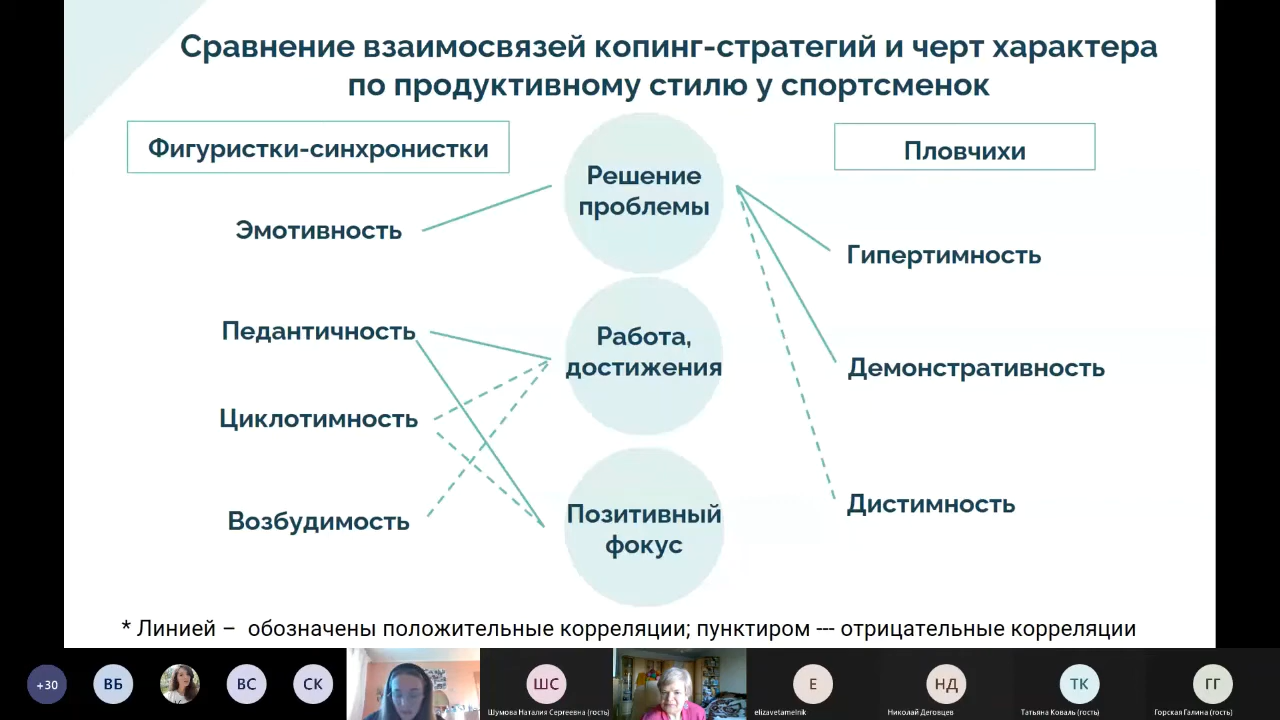 Сравнение взаимосвязей копинг-стратегий и черт характера
по продуктивному стилю у спортсменок
Фигуристки-синхронистки
Пловчихи
Решение
проблемы
Эмотивность
Гипертимность
Педантичность
Работа,
достижения
Демонстративность
Циклотимность
Возбудимость
Позитивный
фокус
Дистимность
* Линией – обозначены положительные корреляции; пунктиром --- отрицательные корреляции
+30
ВБ
ВС
СК
ШС
Шумова Наталия Сергеевна (гость)
Е
elizavetamelnik
НД
Николай Деговцев
ТК
Татьяна Коваль (гость)
ГГ
Горская Галина (гость)